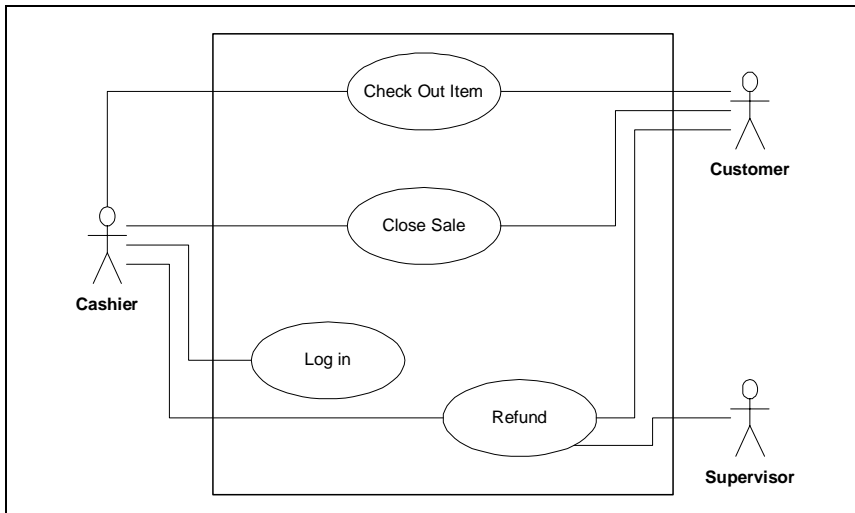 Check Out Item
Customer
Close Sale
Cashier
Log in
Refund
Supervisor